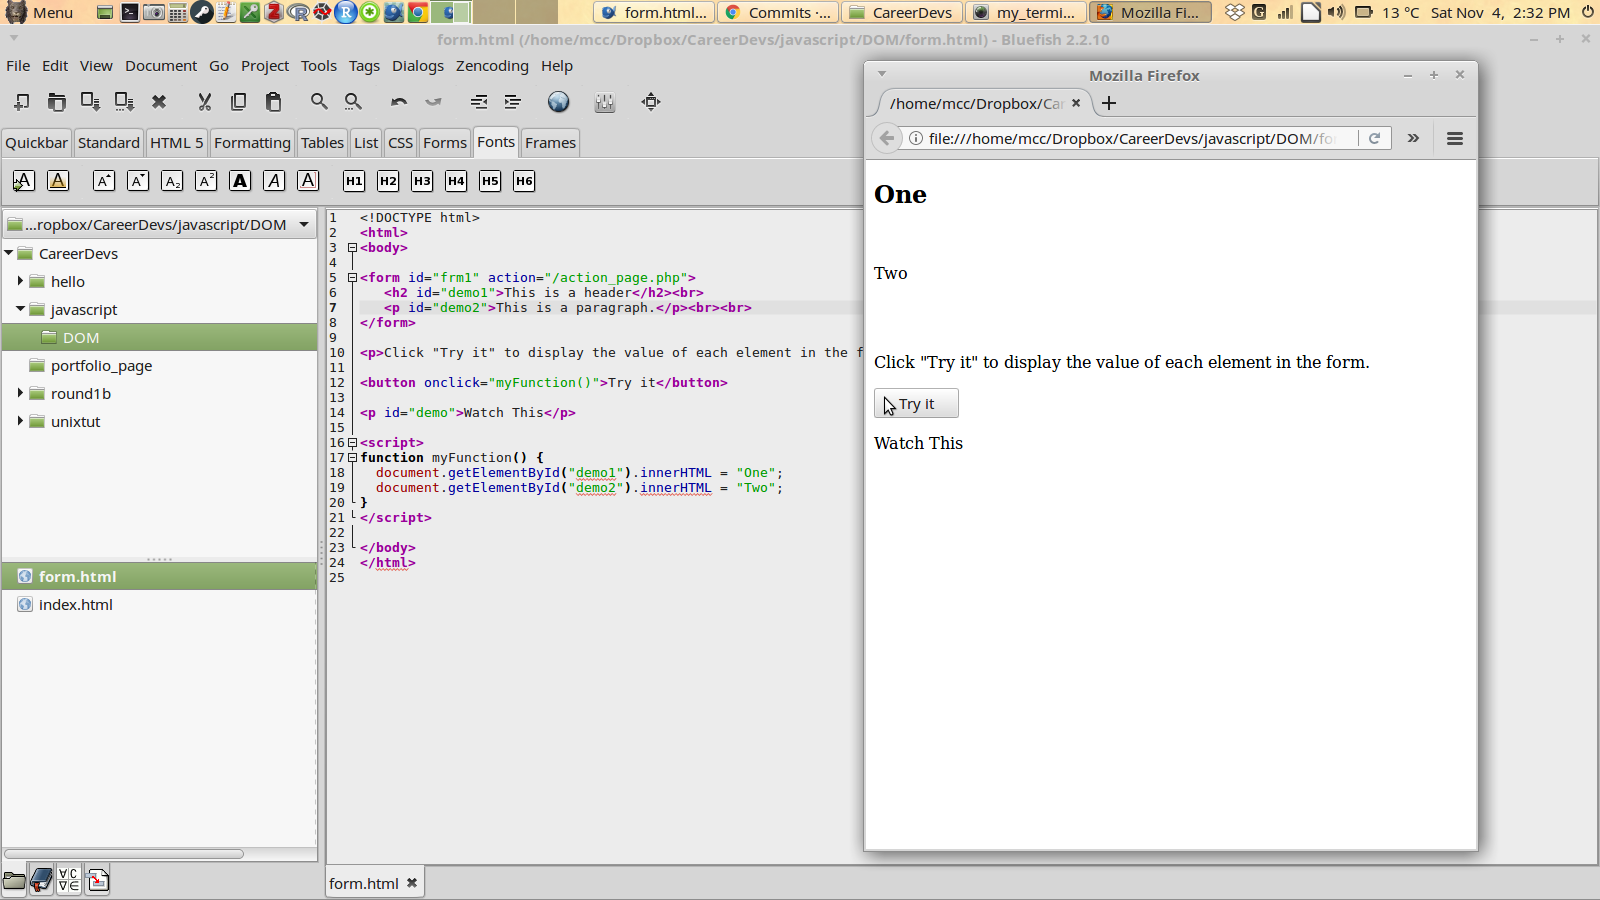 Menu
form.html...
Commits ·...
CareerDevs
my_termi...
Mozilla Fi...
13 °C
Sat Nov 4, 2:32 PM
form.html (/home/mcc/Dropbox/CareerDevs/javascript/DOM/form.html) - Bluefish 2.2.10
File Edit View Document Go Project Tools Tags Dialogs Zencoding Help
Quickbar Standard HTML 5 Formatting Tables List CSS Forms Fonts Frames
H1 H2 H3 H4 H5 H6
...ropbox/CareerDevs/javascript/DOM
CareerDevs
hello
javascript
DOM
portfolio_page
round1b
unixtut
form.html
index.html
1 <!DOCTYPE html>
2 <html>
3 <body>
4
5 <form id="frm1" action="/action_page.php">
6 <h2 id="demo1">This is a header</h2><br>
7 <p id="demo2">This is a paragraph.</p><br><br>
8 </form>
9
10 <p>Click "Try it" to display the value of each element in the f
11
12 <button onclick="myFunction()">Try it</button>
13
14 <p id="demo">Watch This</p>
15
16 <script>
17 function myFunction() {
18 document.getElementById("demo1").innerHTML = "One";
19 document.getElementById("demo2").innerHTML = "Two";
20 }
21 </script>
22
23 </body>
24 </html>
25
form.html
Mozilla Firefox
/home/mcc/Dropbox/Car
file:///home/mcc/Dropbox/CareerDevs/javascript/DOM/fo
One
Two
Click "Try it" to display the value of each element in the form.
Try it
Watch This